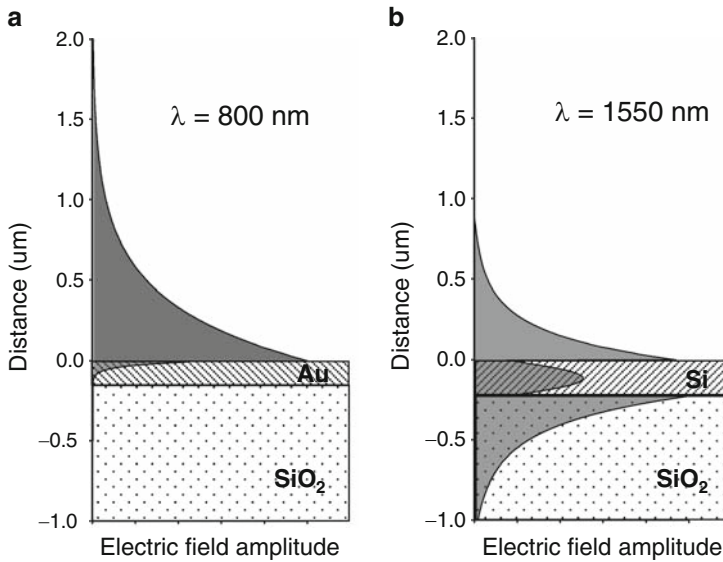 a
2.0
1.5
1.0
0.5
0.0
−0.5
−1.0
Distance (um)
λ = 800 nm
Au
SiO₂
Electric field amplitude
b
2.0
1.5
1.0
0.5
0.0
−0.5
−1.0
Distance (um)
λ = 1550 nm
Si
SiO₂
Electric field amplitude